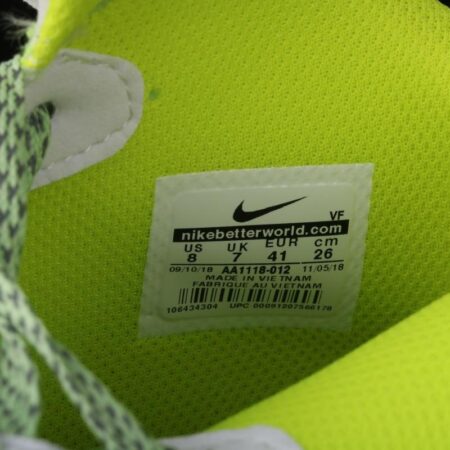 VF
nikebetterworld.com
US UK EUR cm
8 7 41 26
09/10/18 AA1118-012 11/05/18
MADE IN VIETNAM
FABRIQUE AU VIETNAM
106434304 UPC 00091207566178